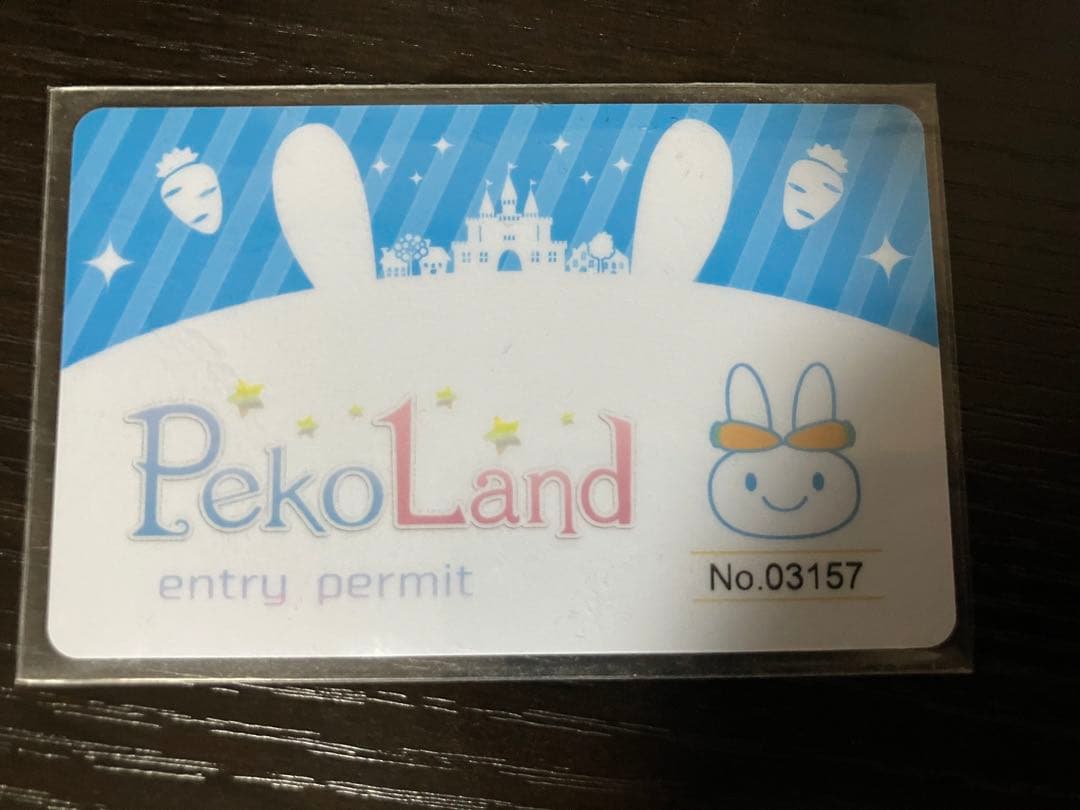 PekoLand
entry permit
No.03157